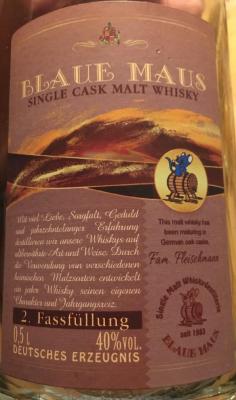 BLAUE MAUS
SINGLE CASK MALT WHISKY
Mit viel Liebe, Sorgfalt, Geduld
und jahrzehntelanger Erfahrung
destillieren wir unsere Whiskys auf
altbewährte Art und Weise. Durch
die Verwendung von verschiedenen
heimischen Malzsorten entwickelt
ein jeder Whisky seinen eigenen
Charakter und Jahrgangsreiz.
2. Fassfüllung
0,5 L 40% VOL.
DEUTSCHES ERZEUGNIS
This malt whisky has
been maturing in
German oak casks.
Fam. Fleischmann
Single Malt Whiskydestillerie
seit 1983
BLAUE MAUS